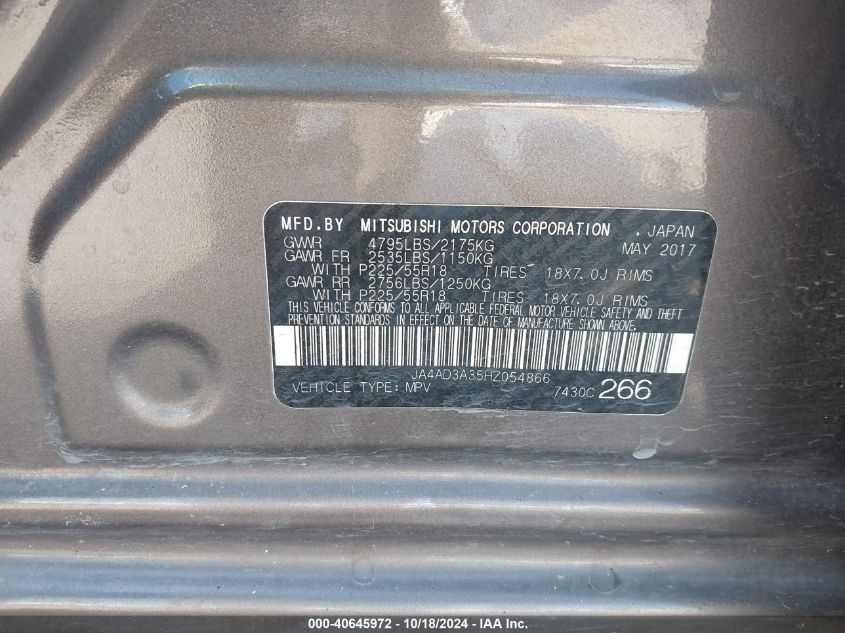 MFD.BY MITSUBISHI MOTORS CORPORATION , JAPAN
GVWR 4795LBS/2175KG MAY 2017
GAWR FR 2535LBS/1150KG
WITH P225/55R18 TIRES 18X7.0J RIMS
GAWR RR 2756LBS/1250KG
WITH P225/55R18 TIRES 18X7.0J RIMS
THIS VEHICLE CONFORMS TO ALL APPLICABLE FEDERAL MOTOR VEHICLE SAFETY AND THEFT
PREVENTION STANDARDS IN EFFECT ON THE DATE OF MANUFACTURE SHOWN ABOVE.
JA4AD3A35HZ054866
VEHICLE TYPE: MPV 7430C 266
000-40645972 - 10/18/2024 - IAA Inc.